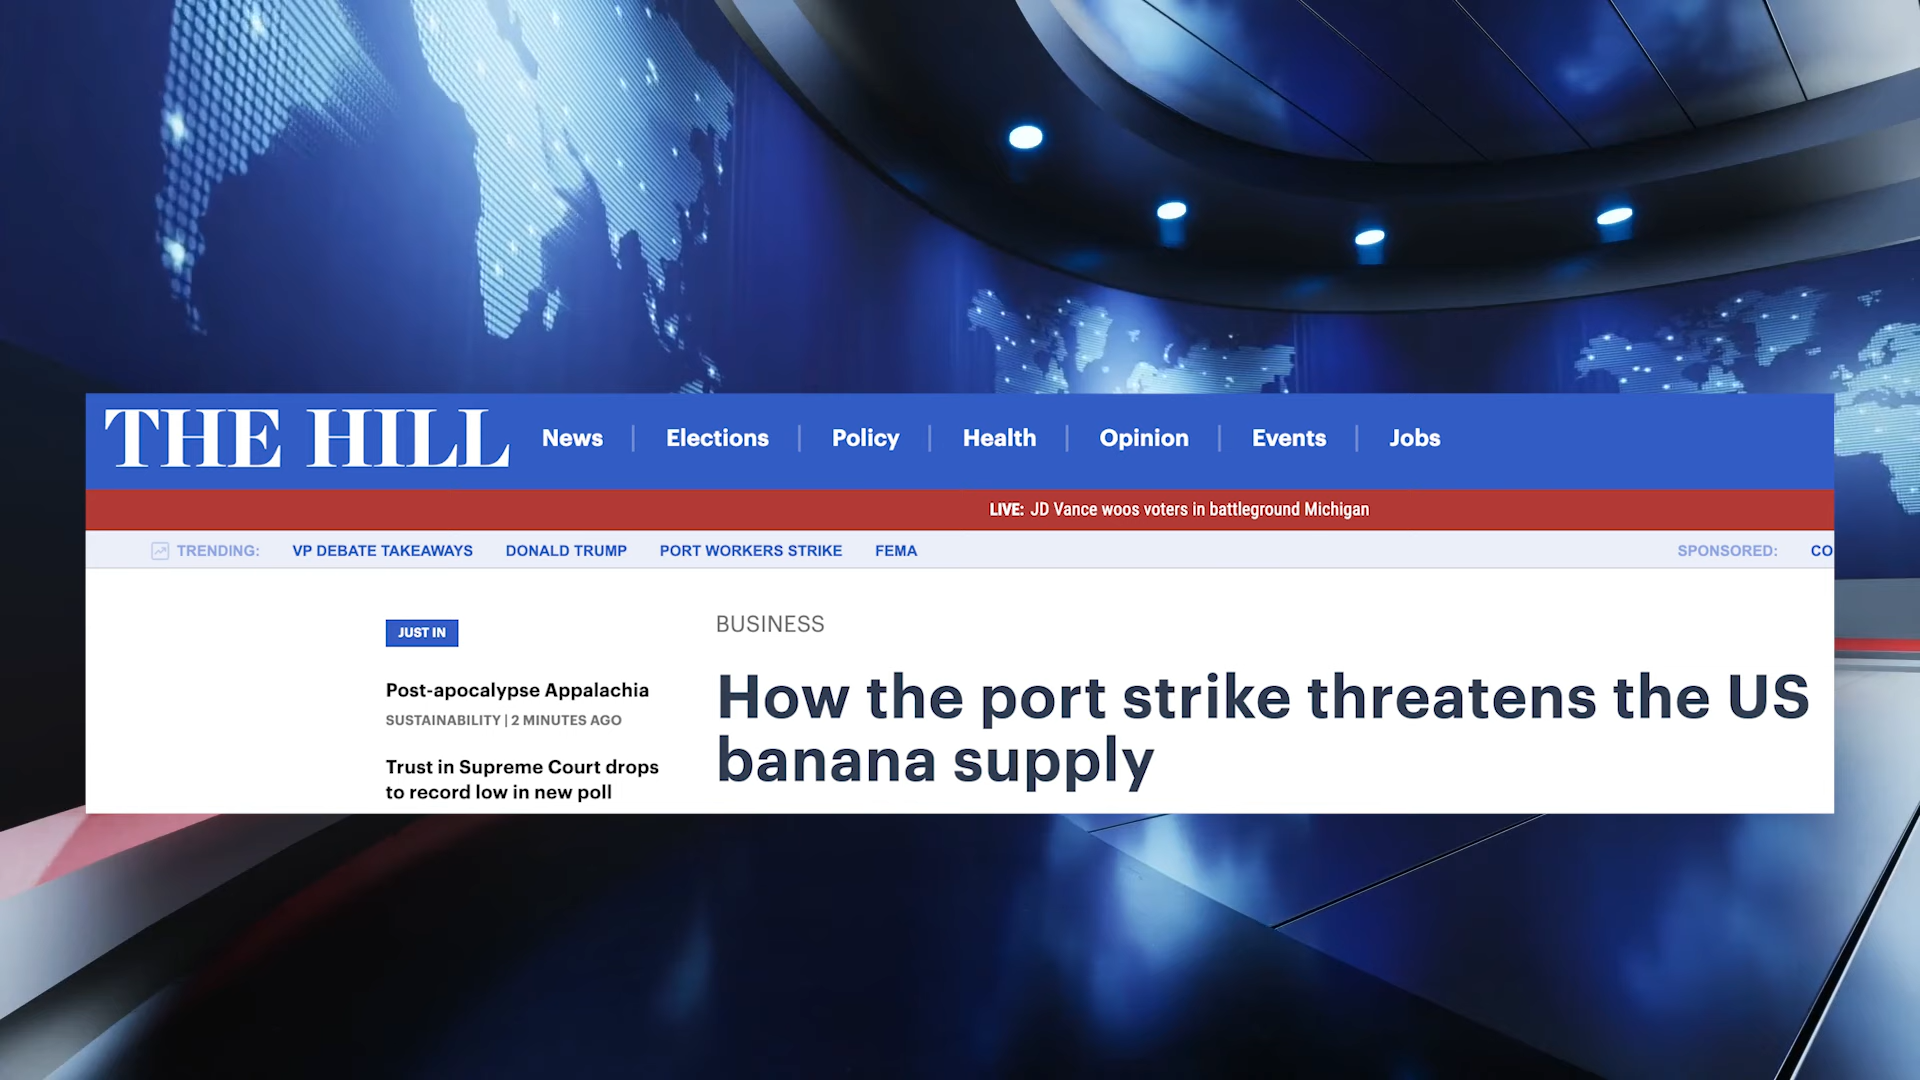 THE HILL
News
Elections
Policy
Health
Opinion
Events
Jobs
LIVE: JD Vance woos voters in battleground Michigan
TRENDING:
VP DEBATE TAKEAWAYS
DONALD TRUMP
PORT WORKERS STRIKE
FEMA
SPONSORED:
CO
JUST IN
Post-apocalypse Appalachia
SUSTAINABILITY | 2 MINUTES AGO
Trust in Supreme Court drops
to record low in new poll
BUSINESS
How the port strike threatens the US
banana supply